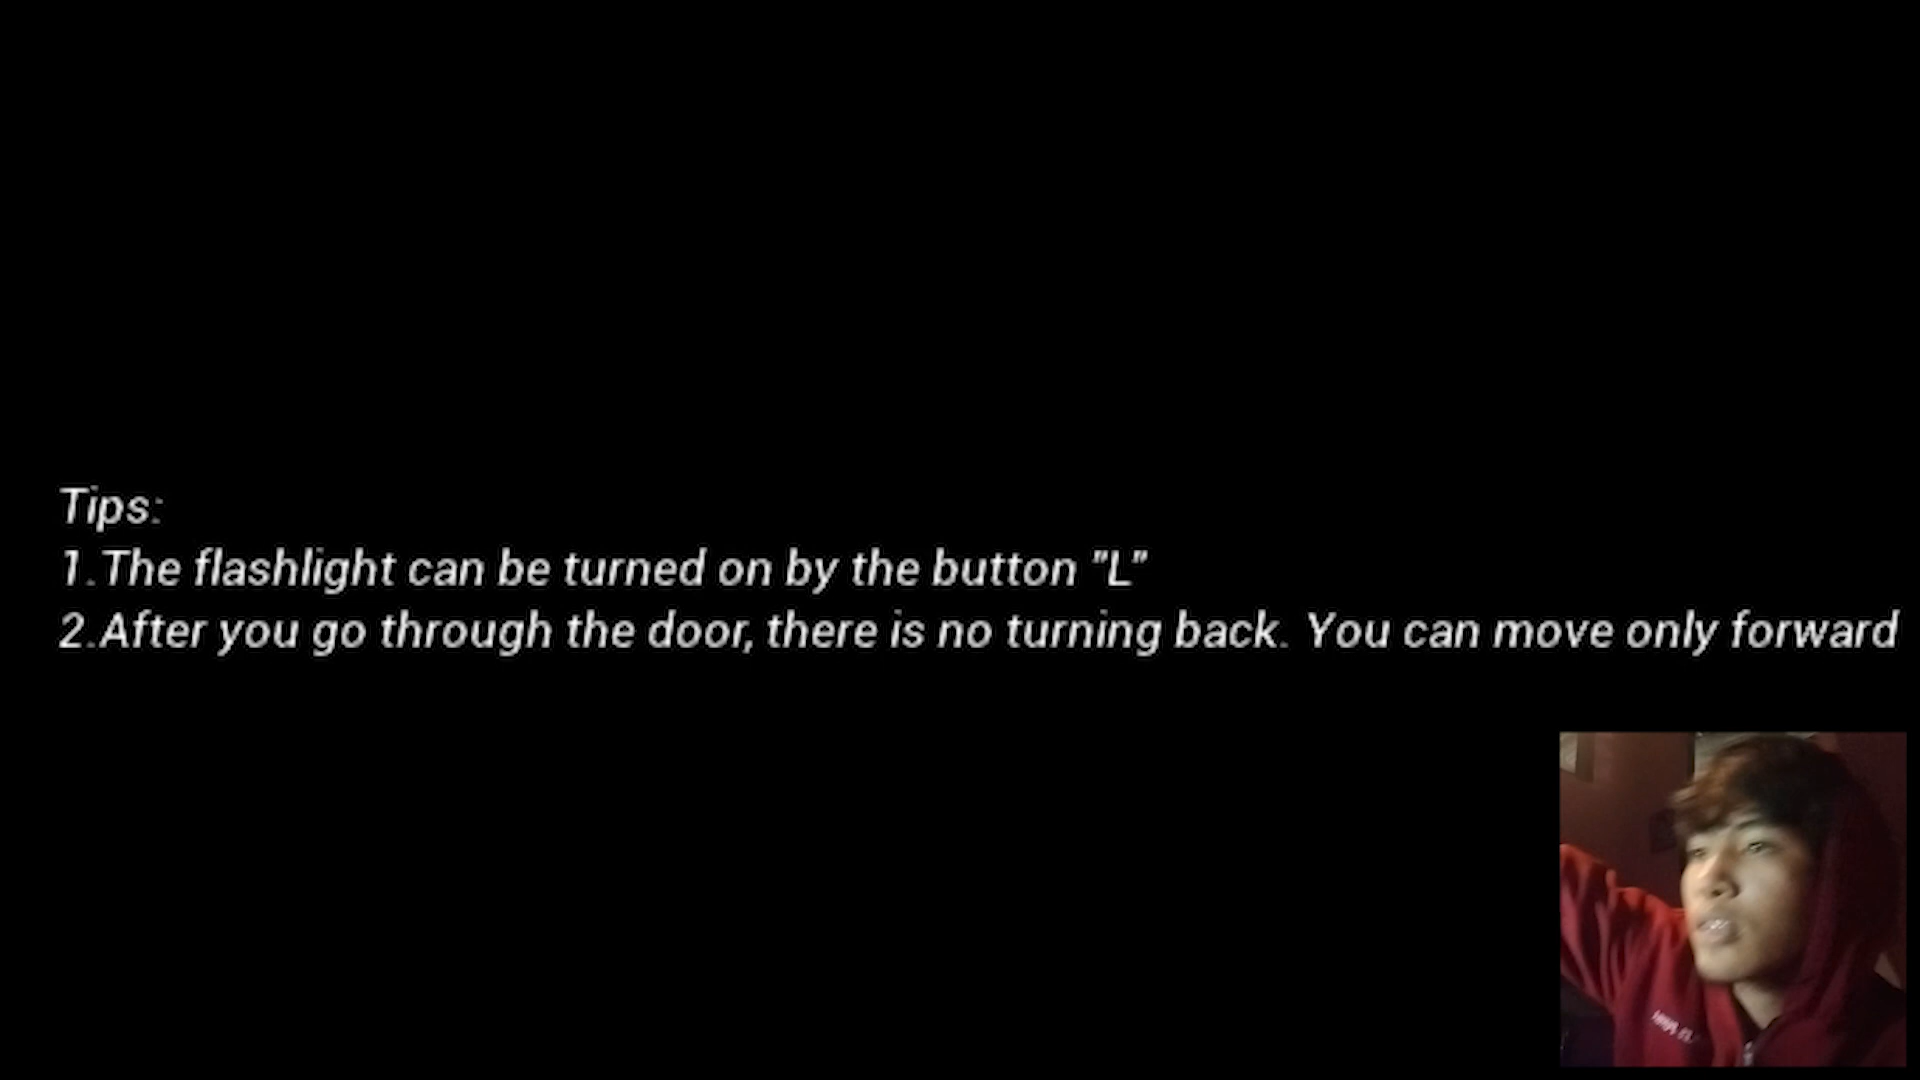 Tips:
1.The flashlight can be turned on by the button "L"
2.After you go through the door, there is no turning back. You can move only forward